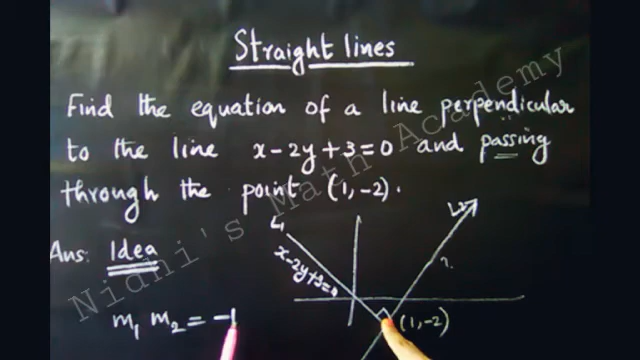 Straight lines
Find the equation of a line perpendicular
to the line x-2y+3=0 and passing
through the point (1,-2).
Ans: Idea
L₁
L₂
x-2y+3=0
?
m₁ m₂ = -1
(1,-2)
Nidhi's Math Academy